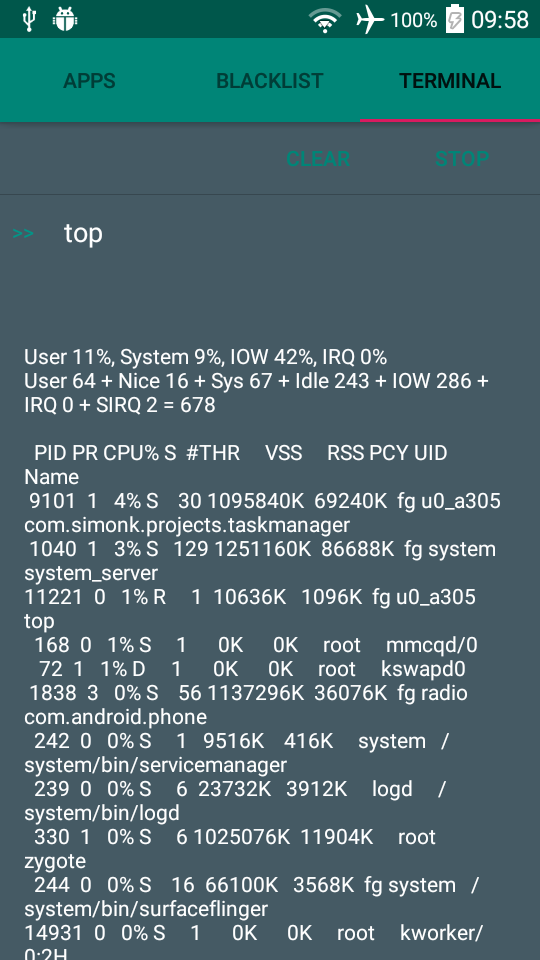 100% 09:58
APPS BLACKLIST TERMINAL
CLEAR STOP
>> top
User 11%, System 9%, IOW 42%, IRQ 0%
User 64 + Nice 16 + Sys 67 + Idle 243 + IOW 286 +
IRQ 0 + SIRQ 2 = 678
PID PR CPU% S #THR VSS RSS PCY UID
Name
9101 1 4% S 30 1095840K 69240K fg u0_a305
com.simonk.projects.taskmanager
1040 1 3% S 129 1251160K 86688K fg system
system_server
11221 0 1% R 1 10636K 1096K fg u0_a305
top
168 0 1% S 1 0K 0K root mmcqd/0
72 1 1% D 1 0K 0K root kswapd0
1838 3 0% S 56 1137296K 36076K fg radio
com.android.phone
242 0 0% S 1 9516K 416K system /
system/bin/servicemanager
239 0 0% S 6 23732K 3912K logd /
system/bin/logd
330 1 0% S 6 1025076K 11904K root
zygote
244 0 0% S 16 66100K 3568K fg system /
system/bin/surfaceflinger
14931 0 0% S 1 0K 0K root kworker/
0:2H